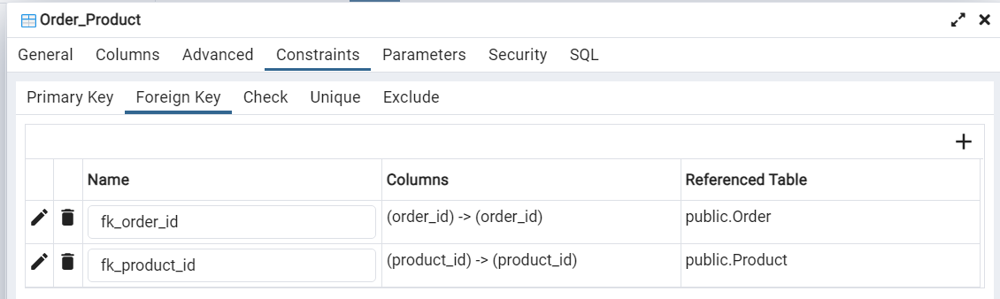 Order_Product
General Columns Advanced Constraints Parameters Security SQL
Primary Key Foreign Key Check Unique Exclude
Name Columns Referenced Table
fk_order_id (order_id) -> (order_id) public.Order
fk_product_id (product_id) -> (product_id) public.Product